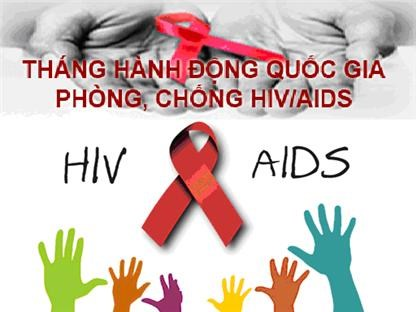 THÁNG HÀNH ĐỘNG QUỐC GIA
PHÒNG, CHỐNG HIV/AIDS
HIV AIDS